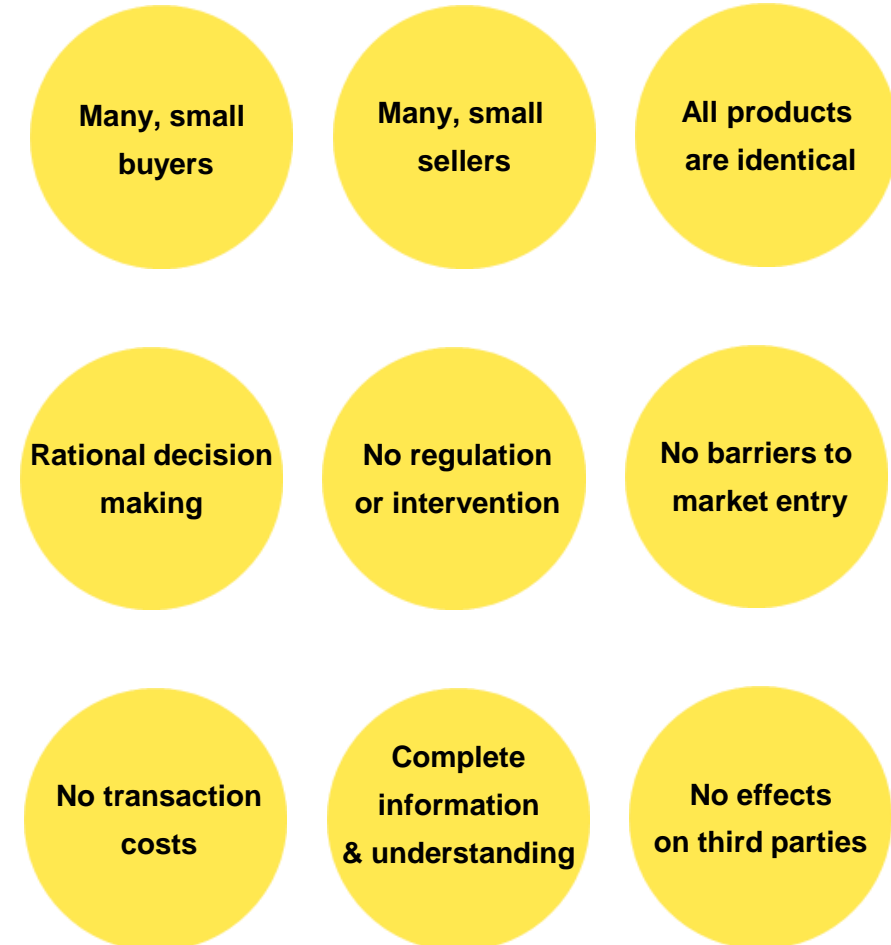 Many, small
buyers
Many, small
sellers
All products
are identical
Rational decision
making
No regulation
or intervention
No barriers to
market entry
No transaction
costs
Complete
information
& understanding
No effects
on third parties